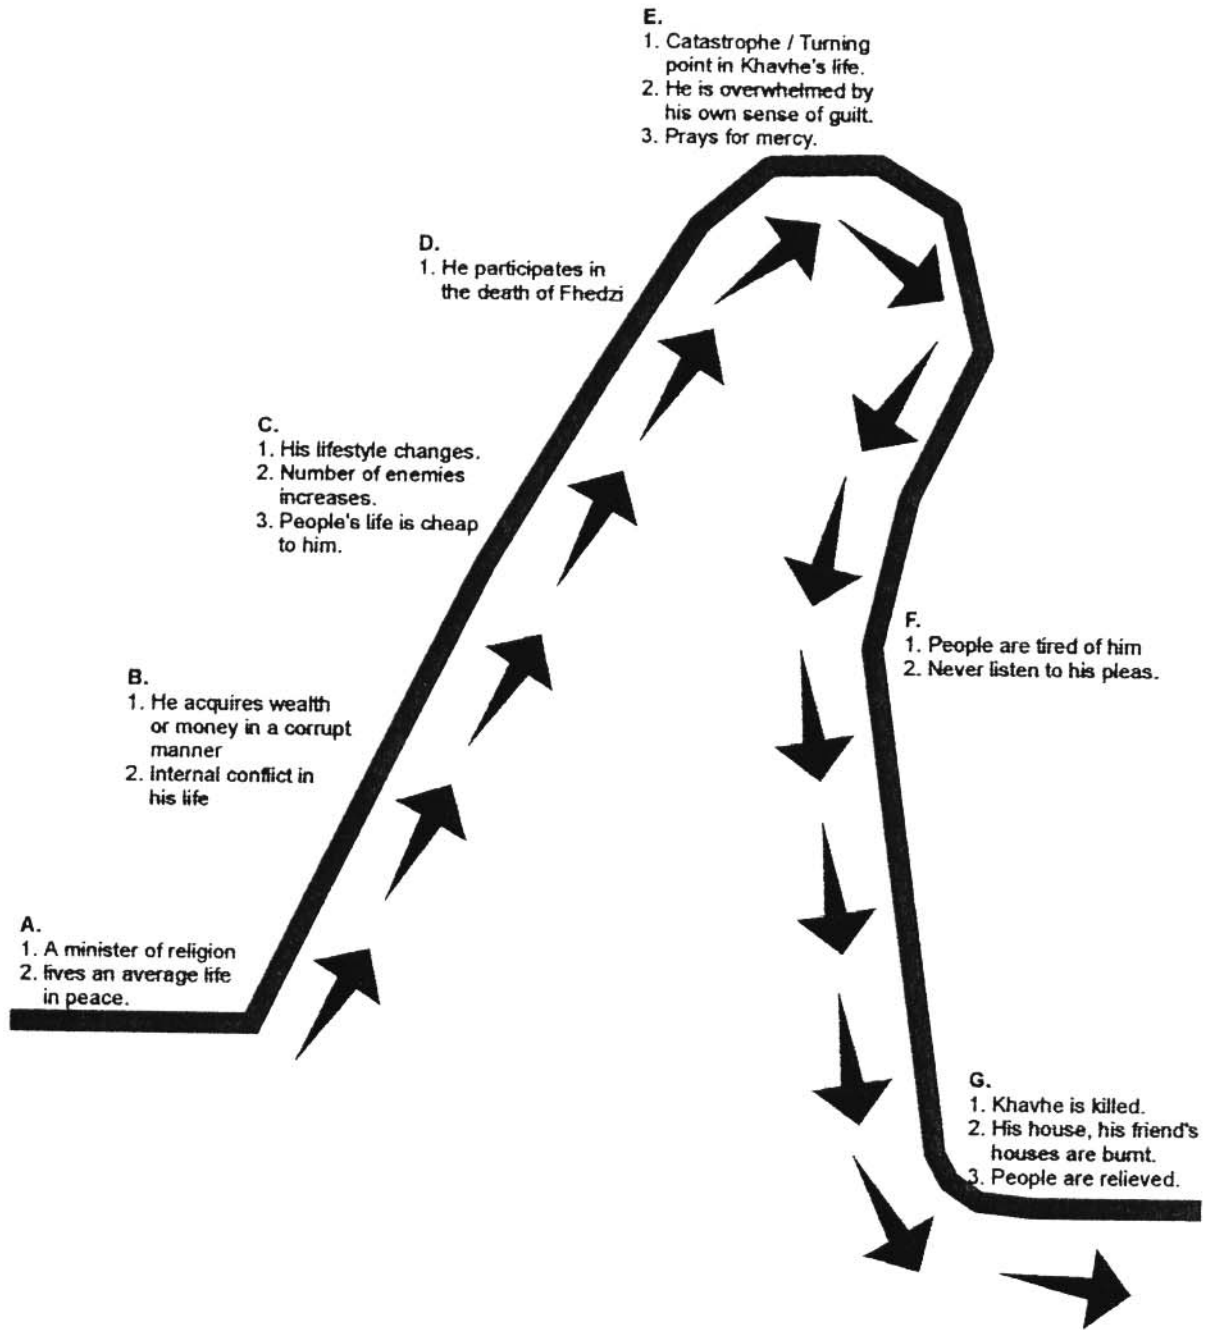 E.
1. Catastrophe / Turning
point in Khavhe's life.
2. He is overwhelmed by
his own sense of guilt.
3. Prays for mercy.
D.
1. He participates in
the death of Fhedzi
C.
1. His lifestyle changes.
2. Number of enemies
increases.
3. People's life is cheap
to him.
B.
1. He acquires wealth
or money in a corrupt
manner
2. Internal conflict in
his life
A.
1. A minister of religion
2. lives an average life
in peace.
F.
1. People are tired of him
2. Never listen to his pleas.
G.
1. Khavhe is killed.
2. His house, his friend's
houses are burnt.
3. People are relieved.